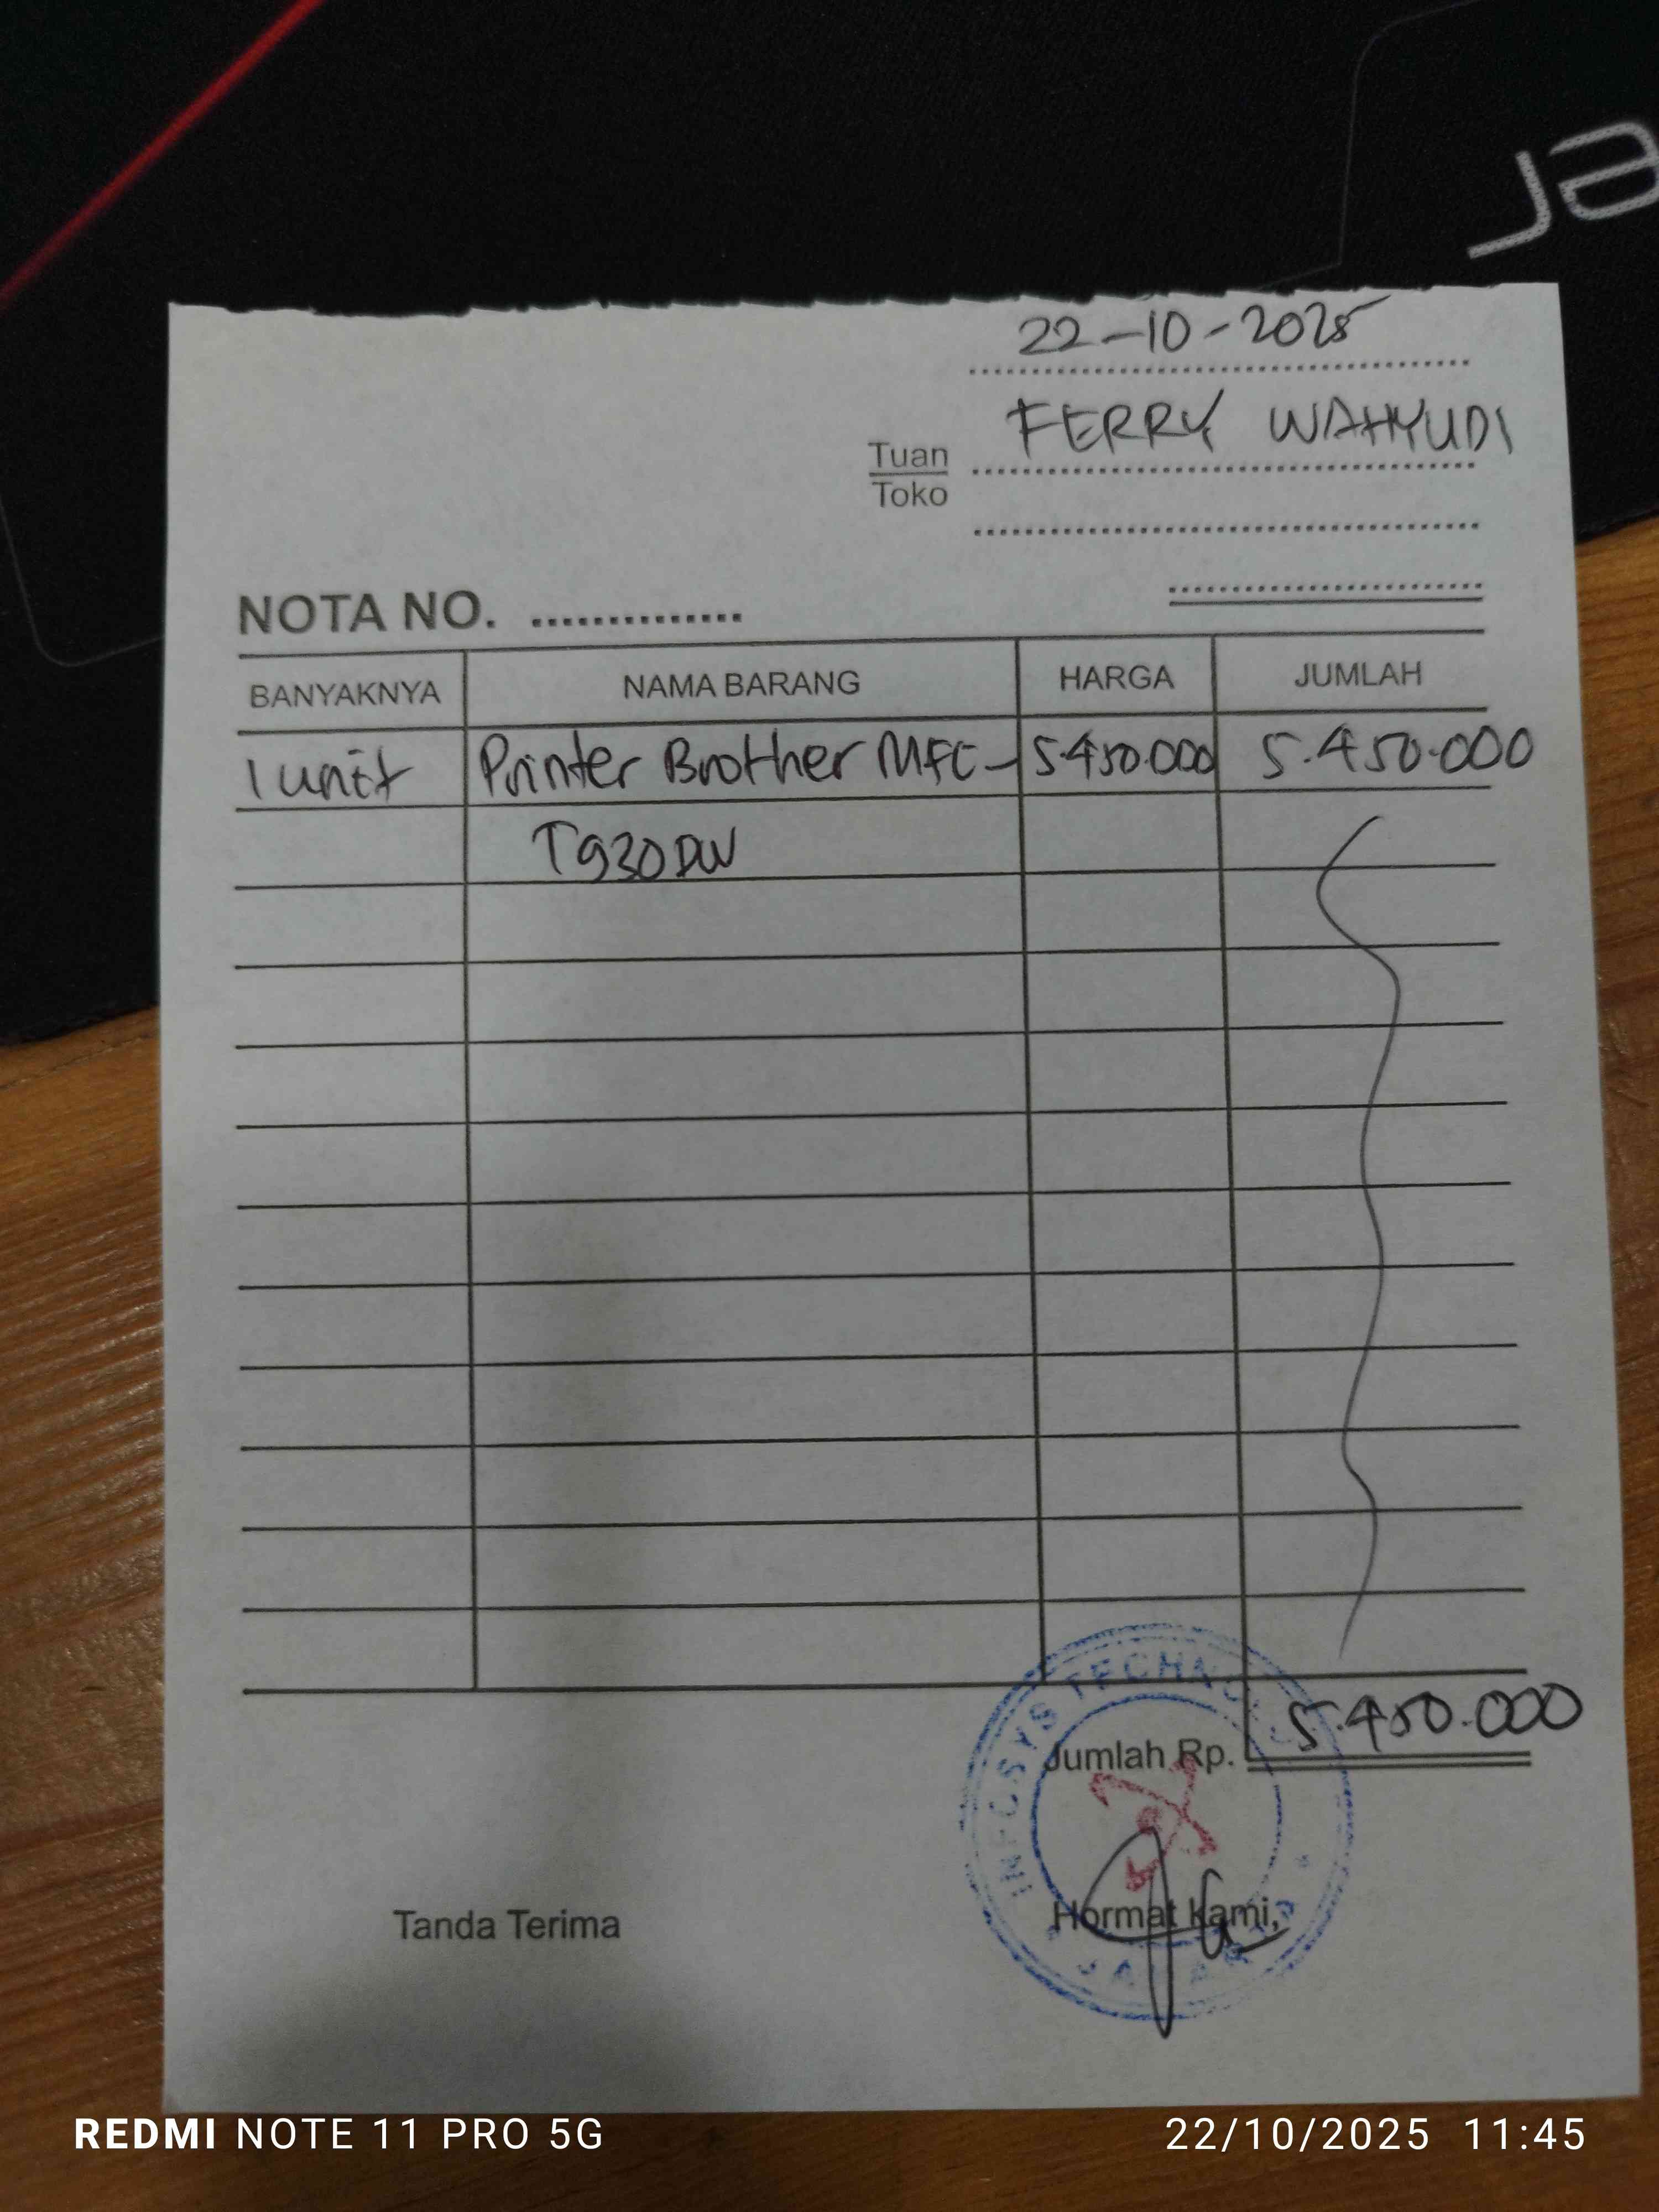 22-10-2025
FERRY WAHYUDI
Tuan
Toko
NOTA NO. ..............
BANYAKNYA NAMA BARANG HARGA JUMLAH
1 unit Printer Brother MFC- 5.450.000 5.450.000
T930DW
Jumlah Rp. 5.450.000
Tanda Terima Hormat Kami,
INFOSYS TECHNO
REDMI NOTE 11 PRO 5G 22/10/2025 11:45